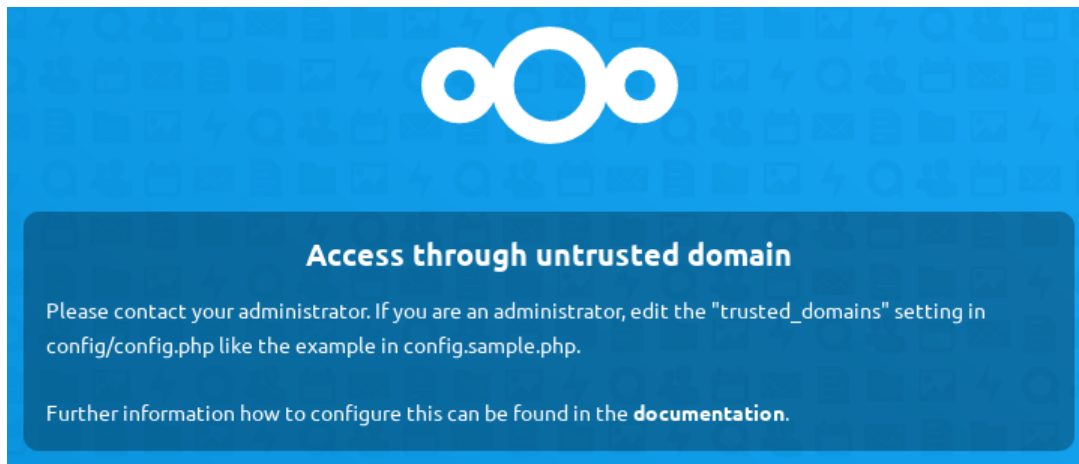 Access through untrusted domain
Please contact your administrator. If you are an administrator, edit the "trusted_domains" setting in
config/config.php like the example in config.sample.php.
Further information how to configure this can be found in the documentation.